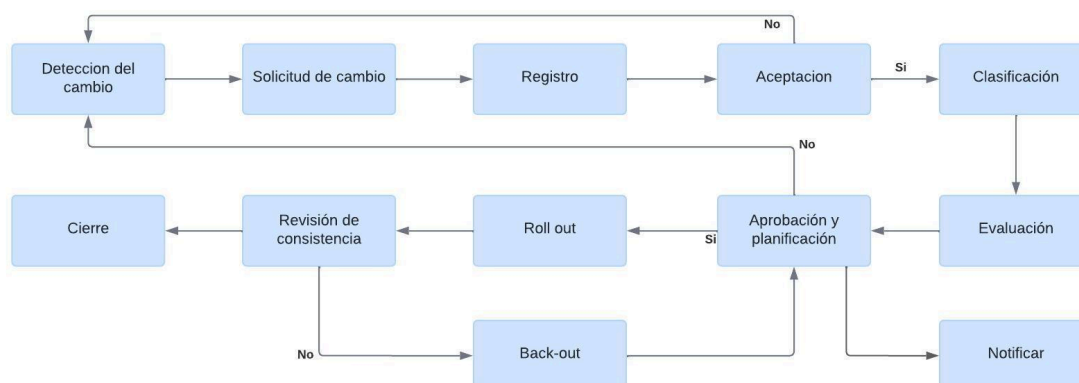 No
Deteccion del
cambio
Solicitud de cambio
Registro
Aceptacion
Si
Clasificación
No
Cierre
Revisión de
consistencia
Roll out
Si
Aprobación y
planificación
Evaluación
No
Back-out
Notificar